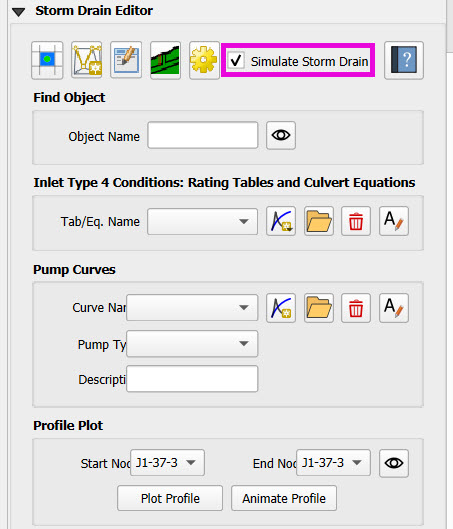 Storm Drain Editor
Simulate Storm Drain
Find Object
Object Name
Inlet Type 4 Conditions: Rating Tables and Culvert Equations
Tab/Eq. Name
Pump Curves
Curve Nar
Pump Ty
Descripti
Profile Plot
Start Noc J1-37-3 End Noc J1-37-3
Plot Profile Animate Profile